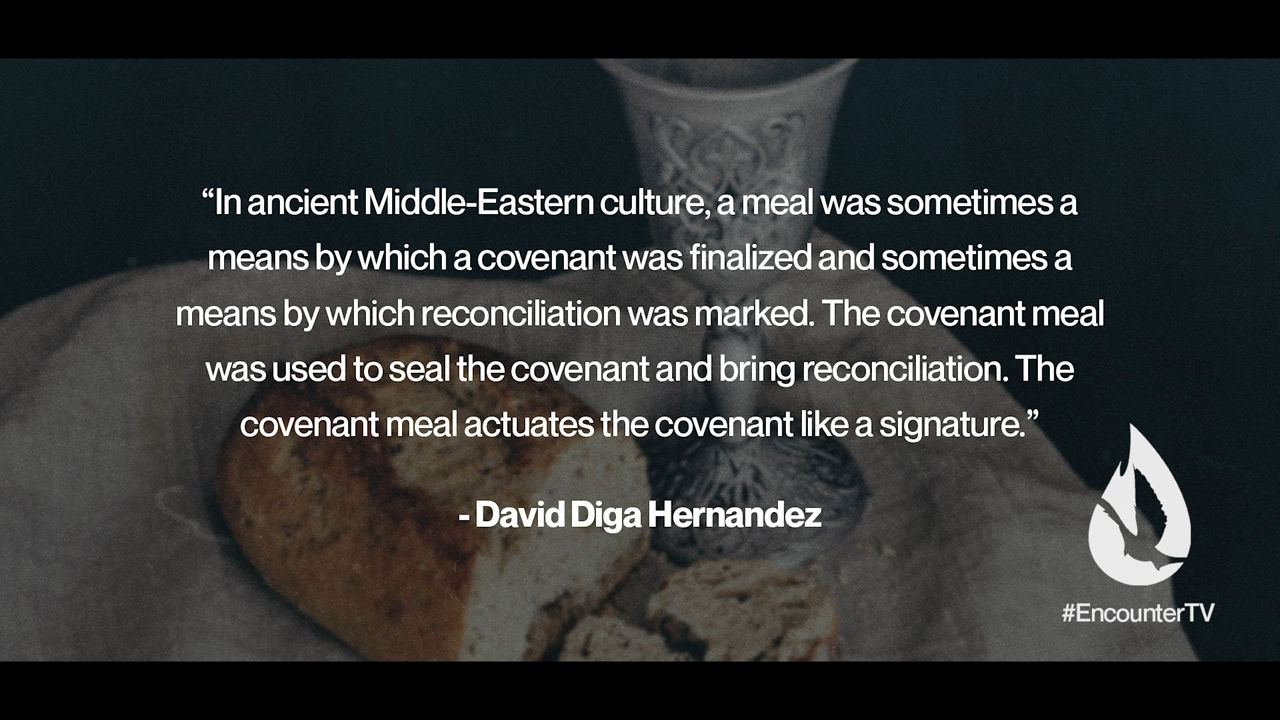 “In ancient Middle-Eastern culture, a meal was sometimes a
means by which a covenant was finalized and sometimes a
means by which reconciliation was marked. The covenant meal
was used to seal the covenant and bring reconciliation. The
covenant meal actuates the covenant like a signature.”
- David Diga Hernandez
#EncounterTV